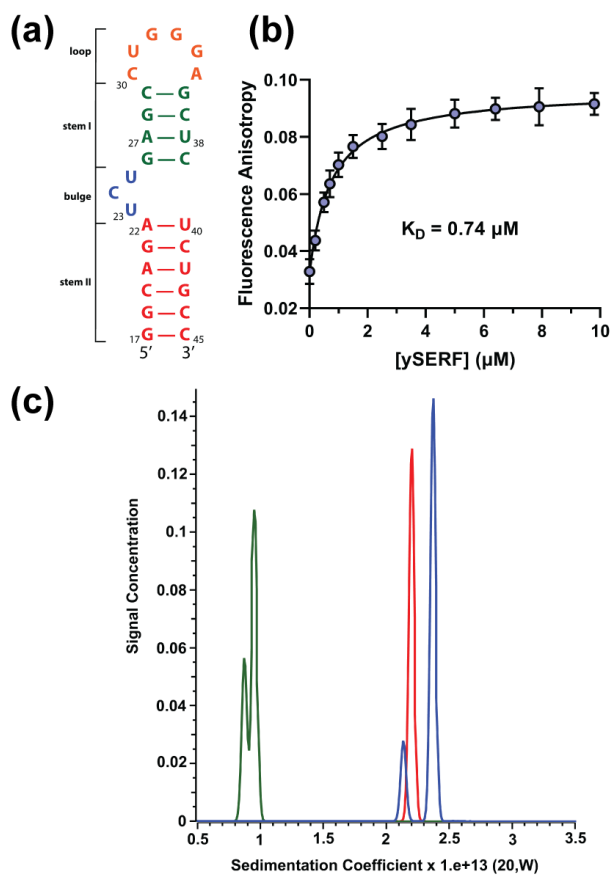 (a)
G G
loop U G
C A
30
C — G
G — C
stem I
27 A — U 38
G — C
U
bulge C
23 U
A — U
22 40
G — C
A — U
stem II
C — G
G — C
17 G — C 45
5′ 3′
(b)
Fluorescence Anisotropy
0.10
0.08
0.06
0.04
0.02
K_D = 0.74 µM
0 2 4 6 8 10
[ySERF] (µM)
(c)
Signal Concentration
0.14
0.12
0.1
0.08
0.06
0.04
0.02
0
0.5 1 1.5 2 2.5 3 3.5
Sedimentation Coefficient x 1.e+13 (20,W)